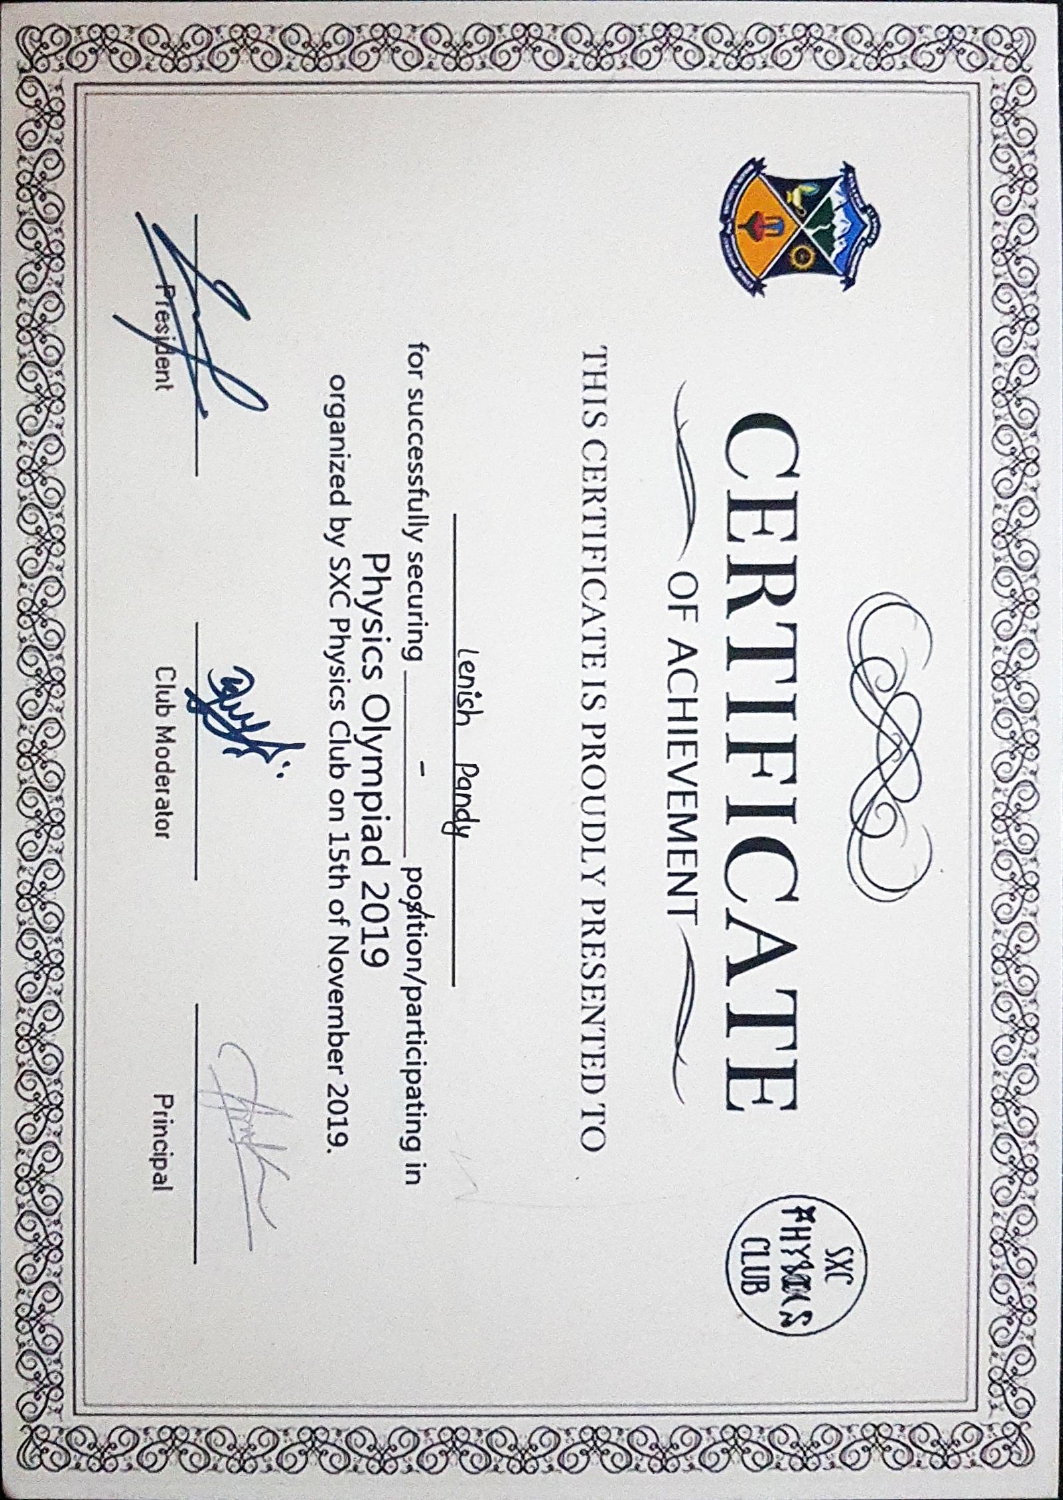 SXC
PHYSICS
CLUB
CERTIFICATE
OF ACHIEVEMENT
THIS CERTIFICATE IS PROUDLY PRESENTED TO
Lenish Pandy
for successfully securing - position/participating in
Physics Olympiad 2019
organized by SXC Physics Club on 15th of November 2019.
President
Club Moderator
Principal